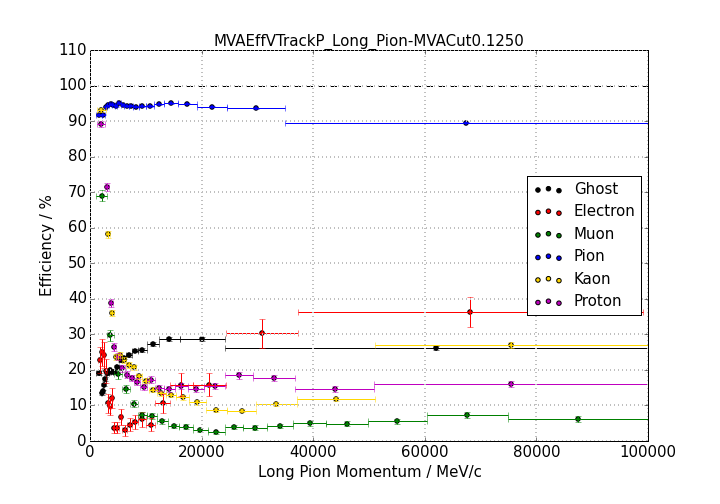 MVAEffVTrackP_Long_Pion-MVACut0.1250
110
100
90
80
70
60
50
40
30
20
10
0
Efficiency / %
Ghost
Electron
Muon
Pion
Kaon
Proton
0 20000 40000 60000 80000 100000
Long Pion Momentum / MeV/c